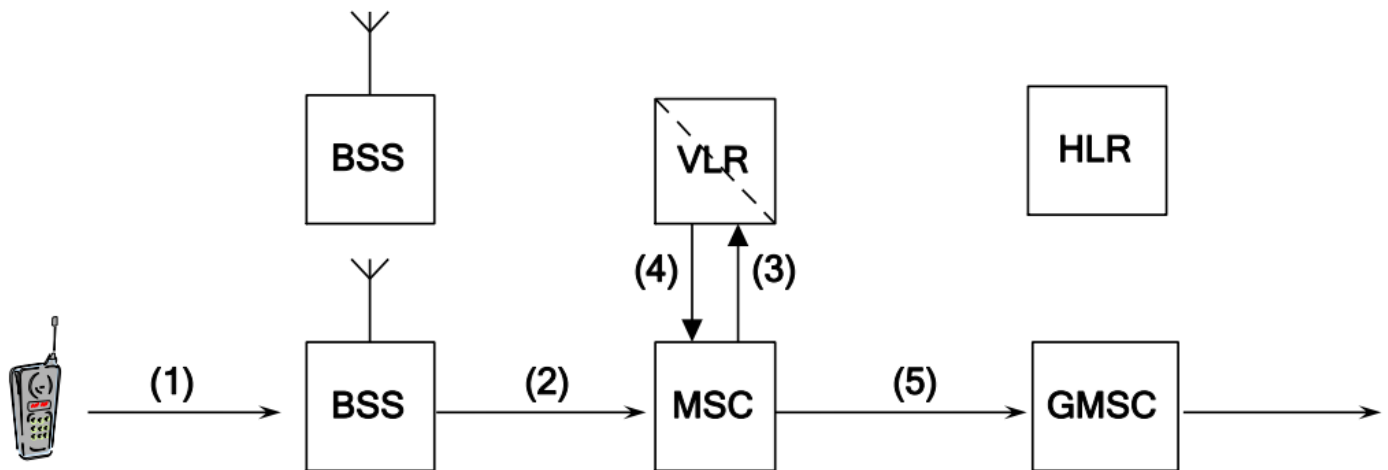 BSS
VLR
HLR
(4)
(3)
(1)
BSS
(2)
MSC
(5)
GMSC